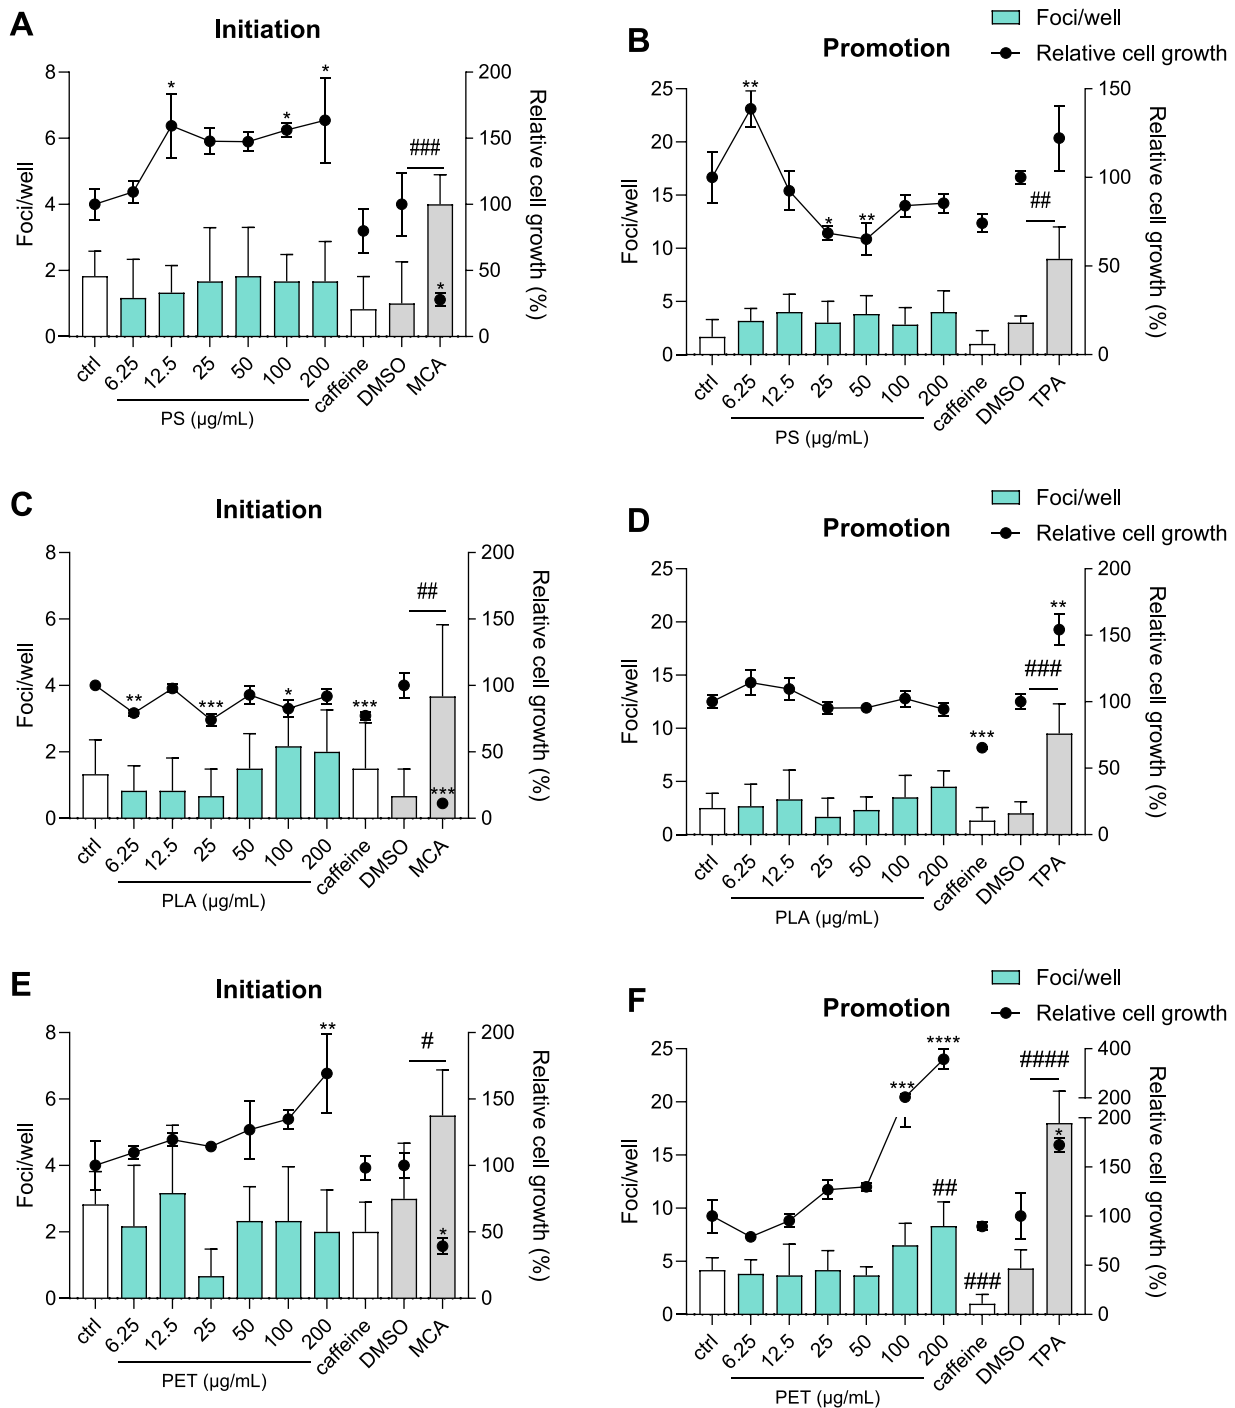 A
Initiation
8
6
4
2
0
Foci/well
200
150
100
50
0
Relative cell growth (%)
*
*
*
###
*
ctrl
6.25
12.5
25
50
100
200
caffeine
DMSO
MCA
PS (µg/mL)
Foci/well
Relative cell growth
B
Promotion
25
20
15
10
5
0
Foci/well
150
100
50
0
Relative cell growth (%)
**
*
**
##
ctrl
6.25
12.5
25
50
100
200
caffeine
DMSO
TPA
PS (µg/mL)
C
Initiation
8
6
4
2
0
Foci/well
200
150
100
50
0
Relative cell growth (%)
**
***
*
***
##
***
ctrl
6.25
12.5
25
50
100
200
caffeine
DMSO
MCA
PLA (µg/mL)
Foci/well
Relative cell growth
D
Promotion
25
20
15
10
5
0
Foci/well
200
150
100
50
0
Relative cell growth (%)
***
###
**
ctrl
6.25
12.5
25
50
100
200
caffeine
DMSO
TPA
PLA (µg/mL)
E
Initiation
8
6
4
2
0
Foci/well
200
150
100
50
0
Relative cell growth (%)
**
#
*
ctrl
6.25
12.5
25
50
100
200
caffeine
DMSO
MCA
PET (µg/mL)
Foci/well
Relative cell growth
F
Promotion
25
20
15
10
5
0
Foci/well
400
200
200
150
100
50
0
Relative cell growth (%)
***
****
##
###
####
*
ctrl
6.25
12.5
25
50
100
200
caffeine
DMSO
TPA
PET (µg/mL)